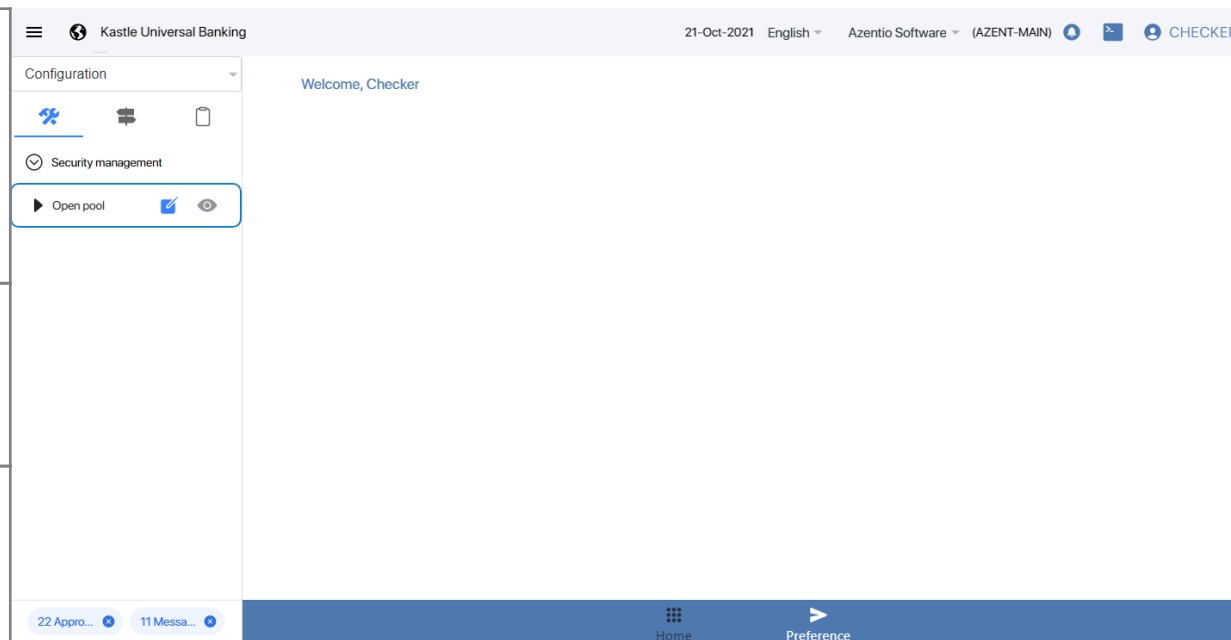 Kastle Universal Banking
21-Oct-2021 English Azentio Software (AZENT-MAIN) CHECKER
Configuration
Welcome, Checker
Security management
Open pool
22 Appro... 11 Messa...
Home Preference